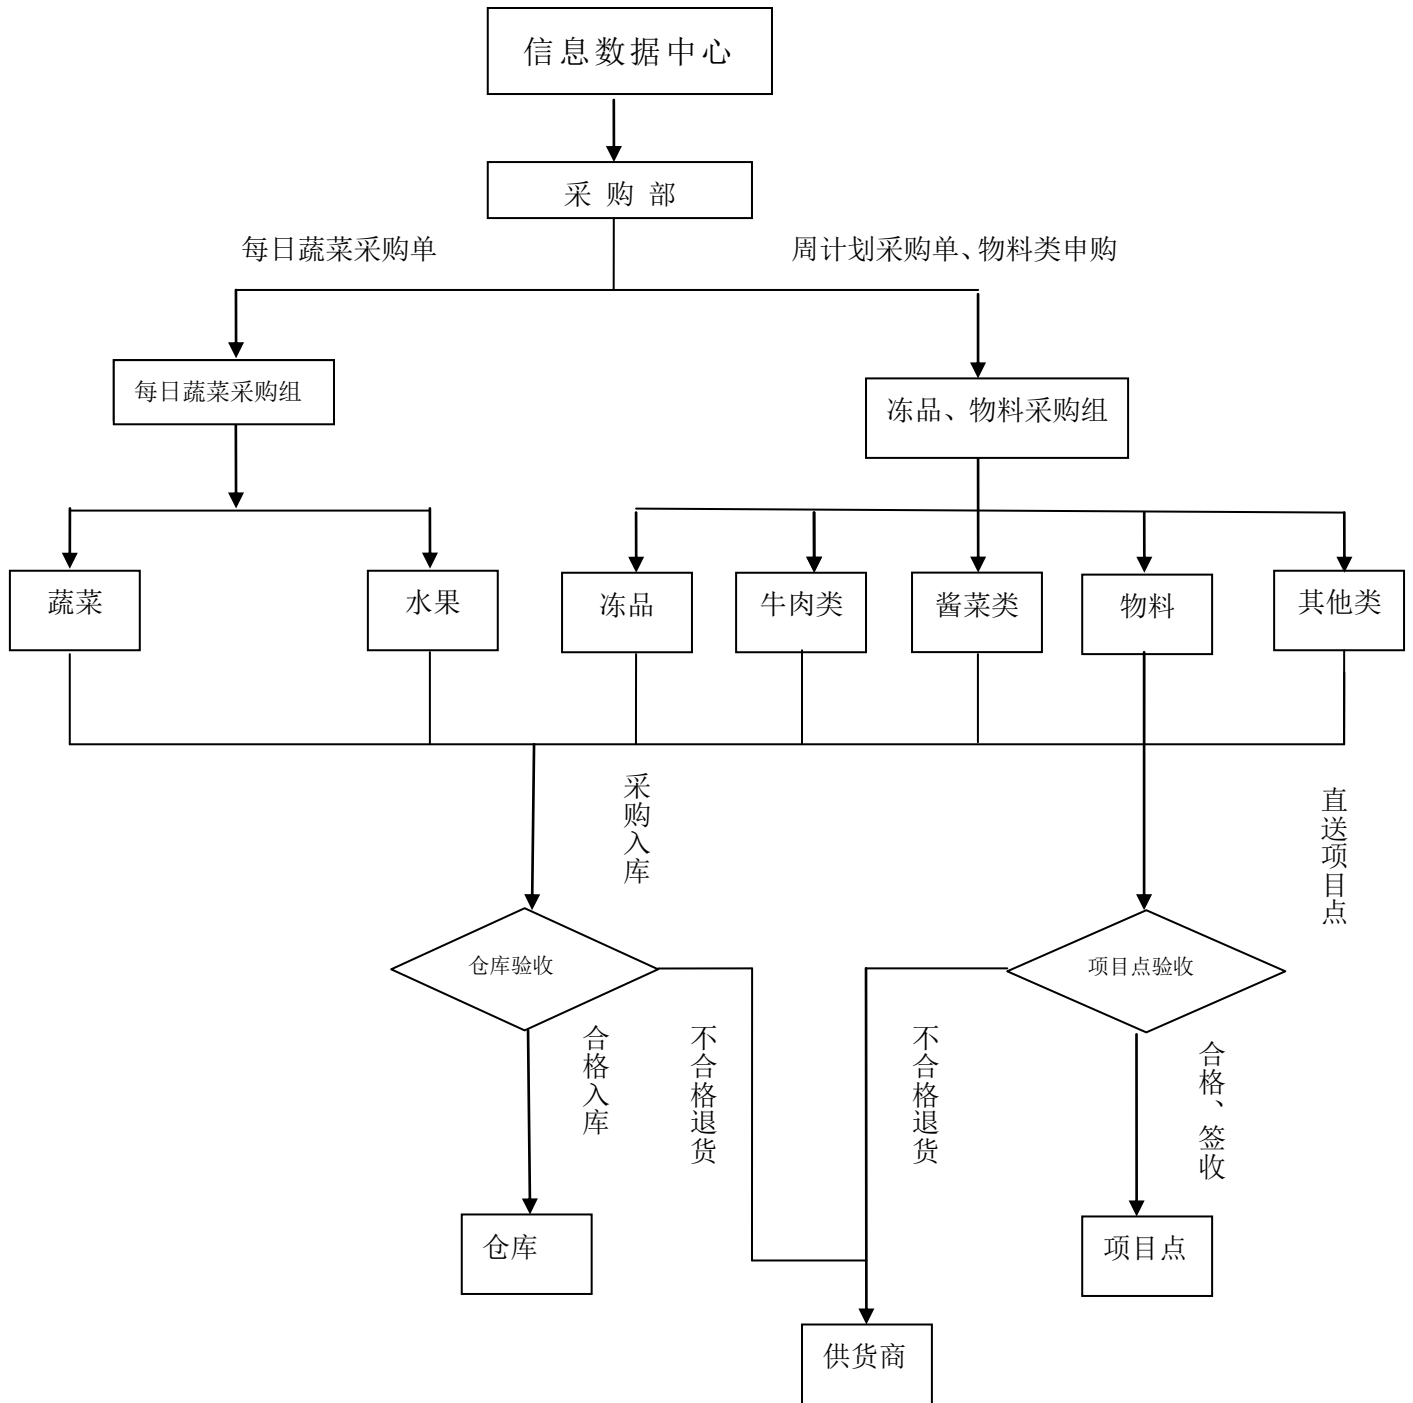 信息数据中心
采 购 部
每日蔬菜采购单
周计划采购单、物料类申购
每日蔬菜采购组
冻品、物料采购组
蔬菜
水果
冻品
牛肉类
酱菜类
物料
其他类
采购入库
直送项目点
仓库验收
项目点验收
合格入库
不合格退货
不合格退货
合格、签收
仓库
项目点
供货商